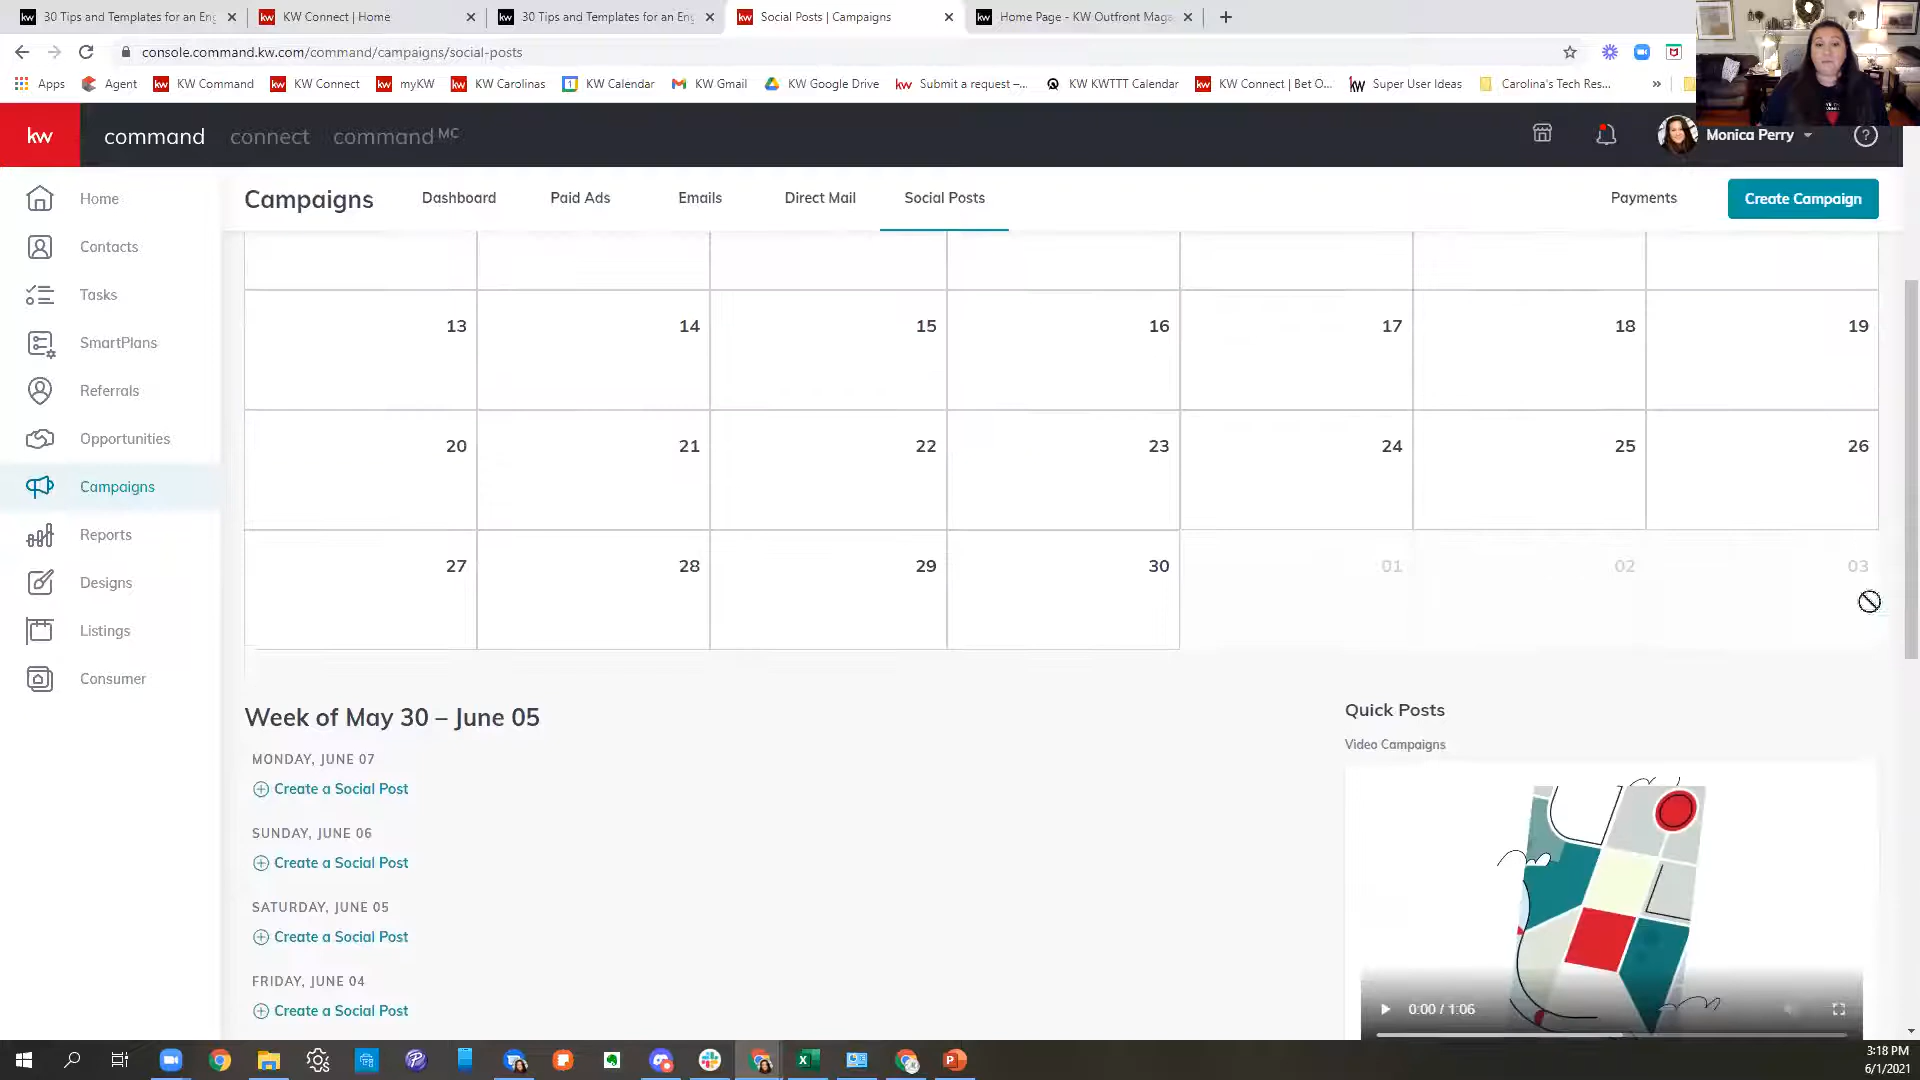 30 Tips and Templates for an Eng
KW Connect | Home
30 Tips and Templates for an Eng
Social Posts | Campaigns
Home Page - KW Outfront Maga
console.command.kw.com/command/campaigns/social-posts
Apps
Agent
KW Command
KW Connect
myKW
KW Carolinas
KW Calendar
KW Gmail
KW Google Drive
Submit a request –...
KW KWTTT Calendar
KW Connect | Bet O...
Super User Ideas
Carolina's Tech Res...
kw
command
connect
command MC
Monica Perry
Home
Contacts
Tasks
SmartPlans
Referrals
Opportunities
Campaigns
Reports
Designs
Listings
Consumer
Campaigns
Dashboard
Paid Ads
Emails
Direct Mail
Social Posts
Payments
Create Campaign
13 14 15 16 17 18 19
20 21 22 23 24 25 26
27 28 29 30 01 02 03
Week of May 30 – June 05
MONDAY, JUNE 07
Create a Social Post
SUNDAY, JUNE 06
Create a Social Post
SATURDAY, JUNE 05
Create a Social Post
FRIDAY, JUNE 04
Create a Social Post
Quick Posts
Video Campaigns
0:00 / 1:06
3:18 PM
6/1/2021